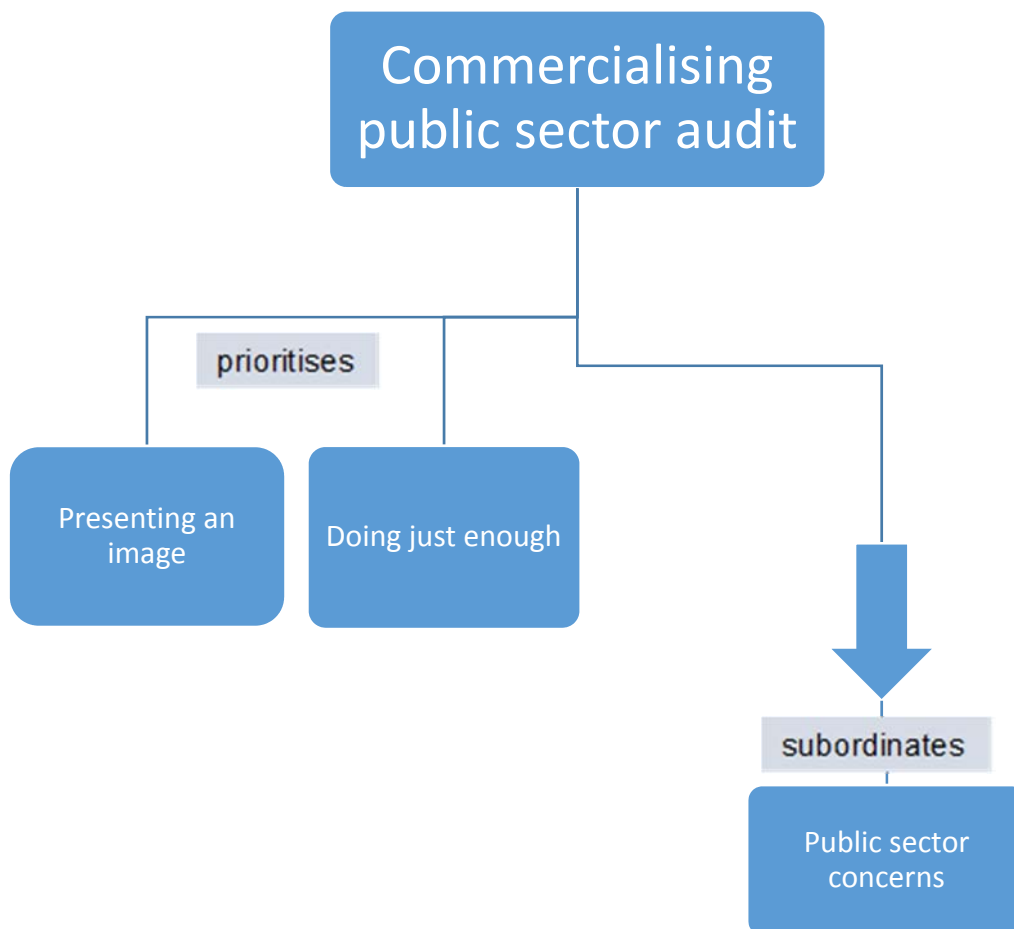 Commercialising
public sector audit
prioritises
Presenting an
image
Doing just enough
subordinates
Public sector
concerns